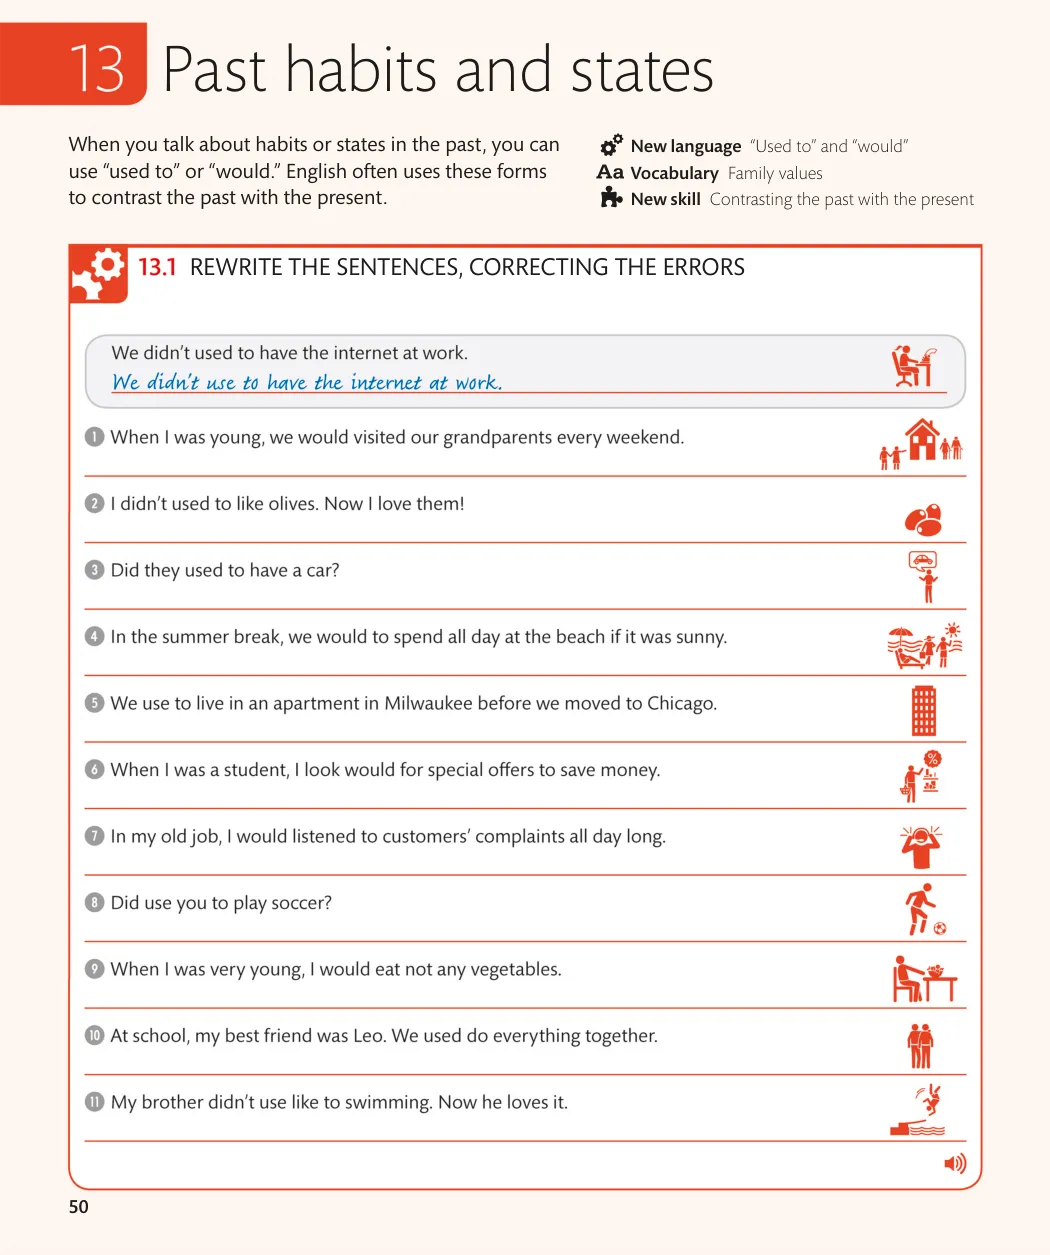 13 Past habits and states
When you talk about habits or states in the past, you can
use “used to” or “would.” English often uses these forms
to contrast the past with the present.
New language “Used to” and “would”
Aa Vocabulary Family values
New skill Contrasting the past with the present
13.1 REWRITE THE SENTENCES, CORRECTING THE ERRORS
We didn’t used to have the internet at work.
We didn’t use to have the internet at work.
1 When I was young, we would visited our grandparents every weekend.
2 I didn’t used to like olives. Now I love them!
3 Did they used to have a car?
4 In the summer break, we would to spend all day at the beach if it was sunny.
5 We use to live in an apartment in Milwaukee before we moved to Chicago.
6 When I was a student, I look would for special offers to save money.
%
7 In my old job, I would listened to customers’ complaints all day long.
8 Did use you to play soccer?
9 When I was very young, I would eat not any vegetables.
10 At school, my best friend was Leo. We used do everything together.
11 My brother didn’t use like to swimming. Now he loves it.
50